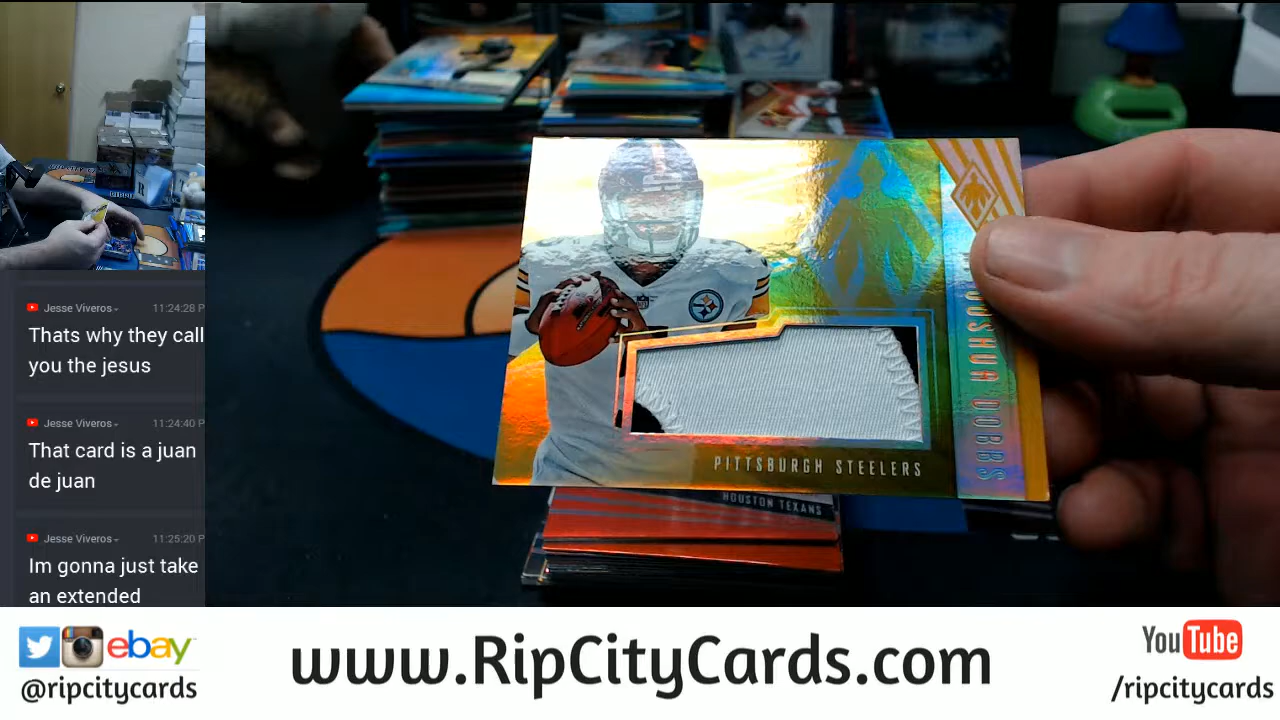 Jesse Viveros
11:24:28 P
Thats why they call
you the jesus
Jesse Viveros
11:24:40 P
That card is a juan
de juan
Jesse Viveros
11:25:20 P
Im gonna just take
an extended
PITTSBURGH STEELERS
OSHUA DOBBS
HOUSTON TEXANS
ebay
@ripcitycards
www.RipCityCards.com
YouTube
/ripcitycards